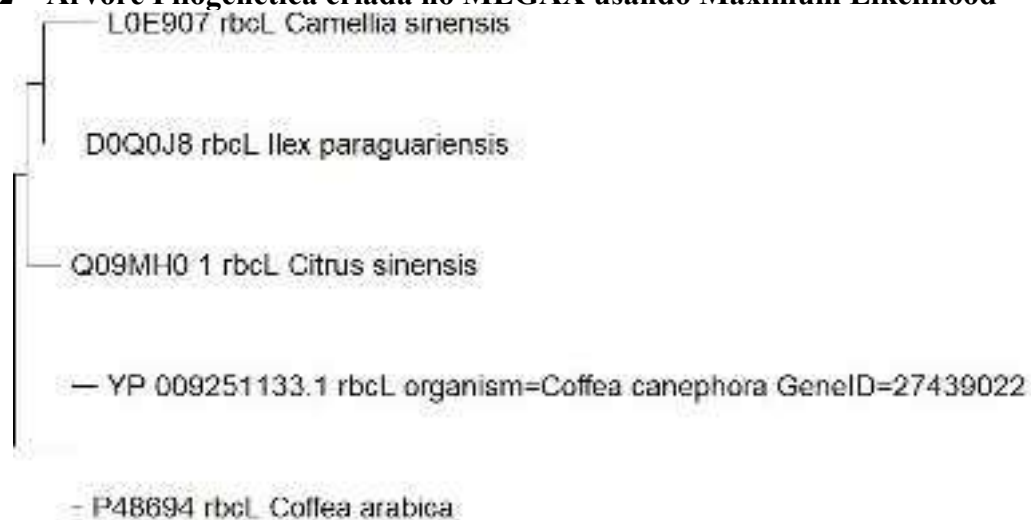 2 – Árvore Filogenética criada no MEGAX usando Maximum Likelihood
L0E907 rbcL Camellia sinensis
D0Q0J8 rbcL Ilex paraguariensis
Q09MH0 1 rbcL Citrus sinensis
YP 009251133.1 rbcL organism=Coffea canephora GeneID=27439022
P48694 rbcL Coffea arabica